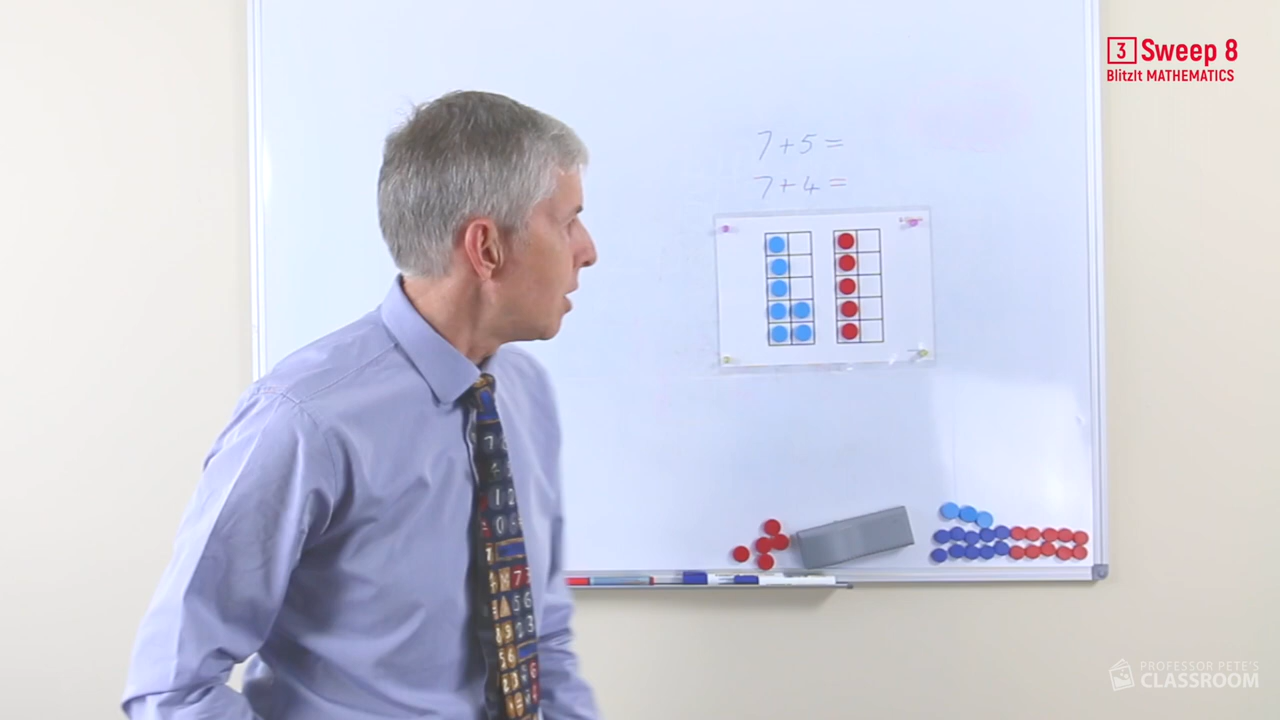 3 Sweep 8
BlitzIt MATHEMATICS
7+5=
7+4=
PROFESSOR PETE'S
CLASSROOM